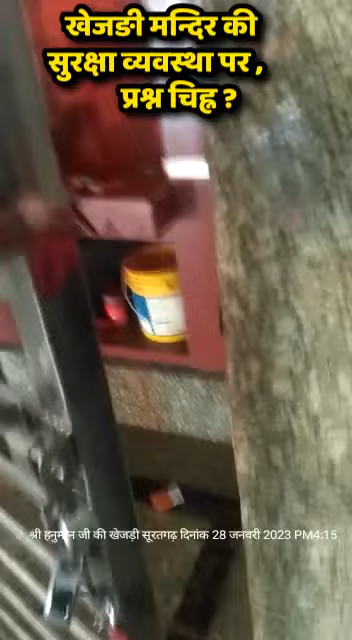 खेजडी मन्दिर की
सुरक्षा व्यवस्था पर ,
प्रश्न चिह्न ?
श्री हनुमान जी की खेजड़ी सूरतगढ़ दिनांक 28 जनवरी 2023 PM4:15